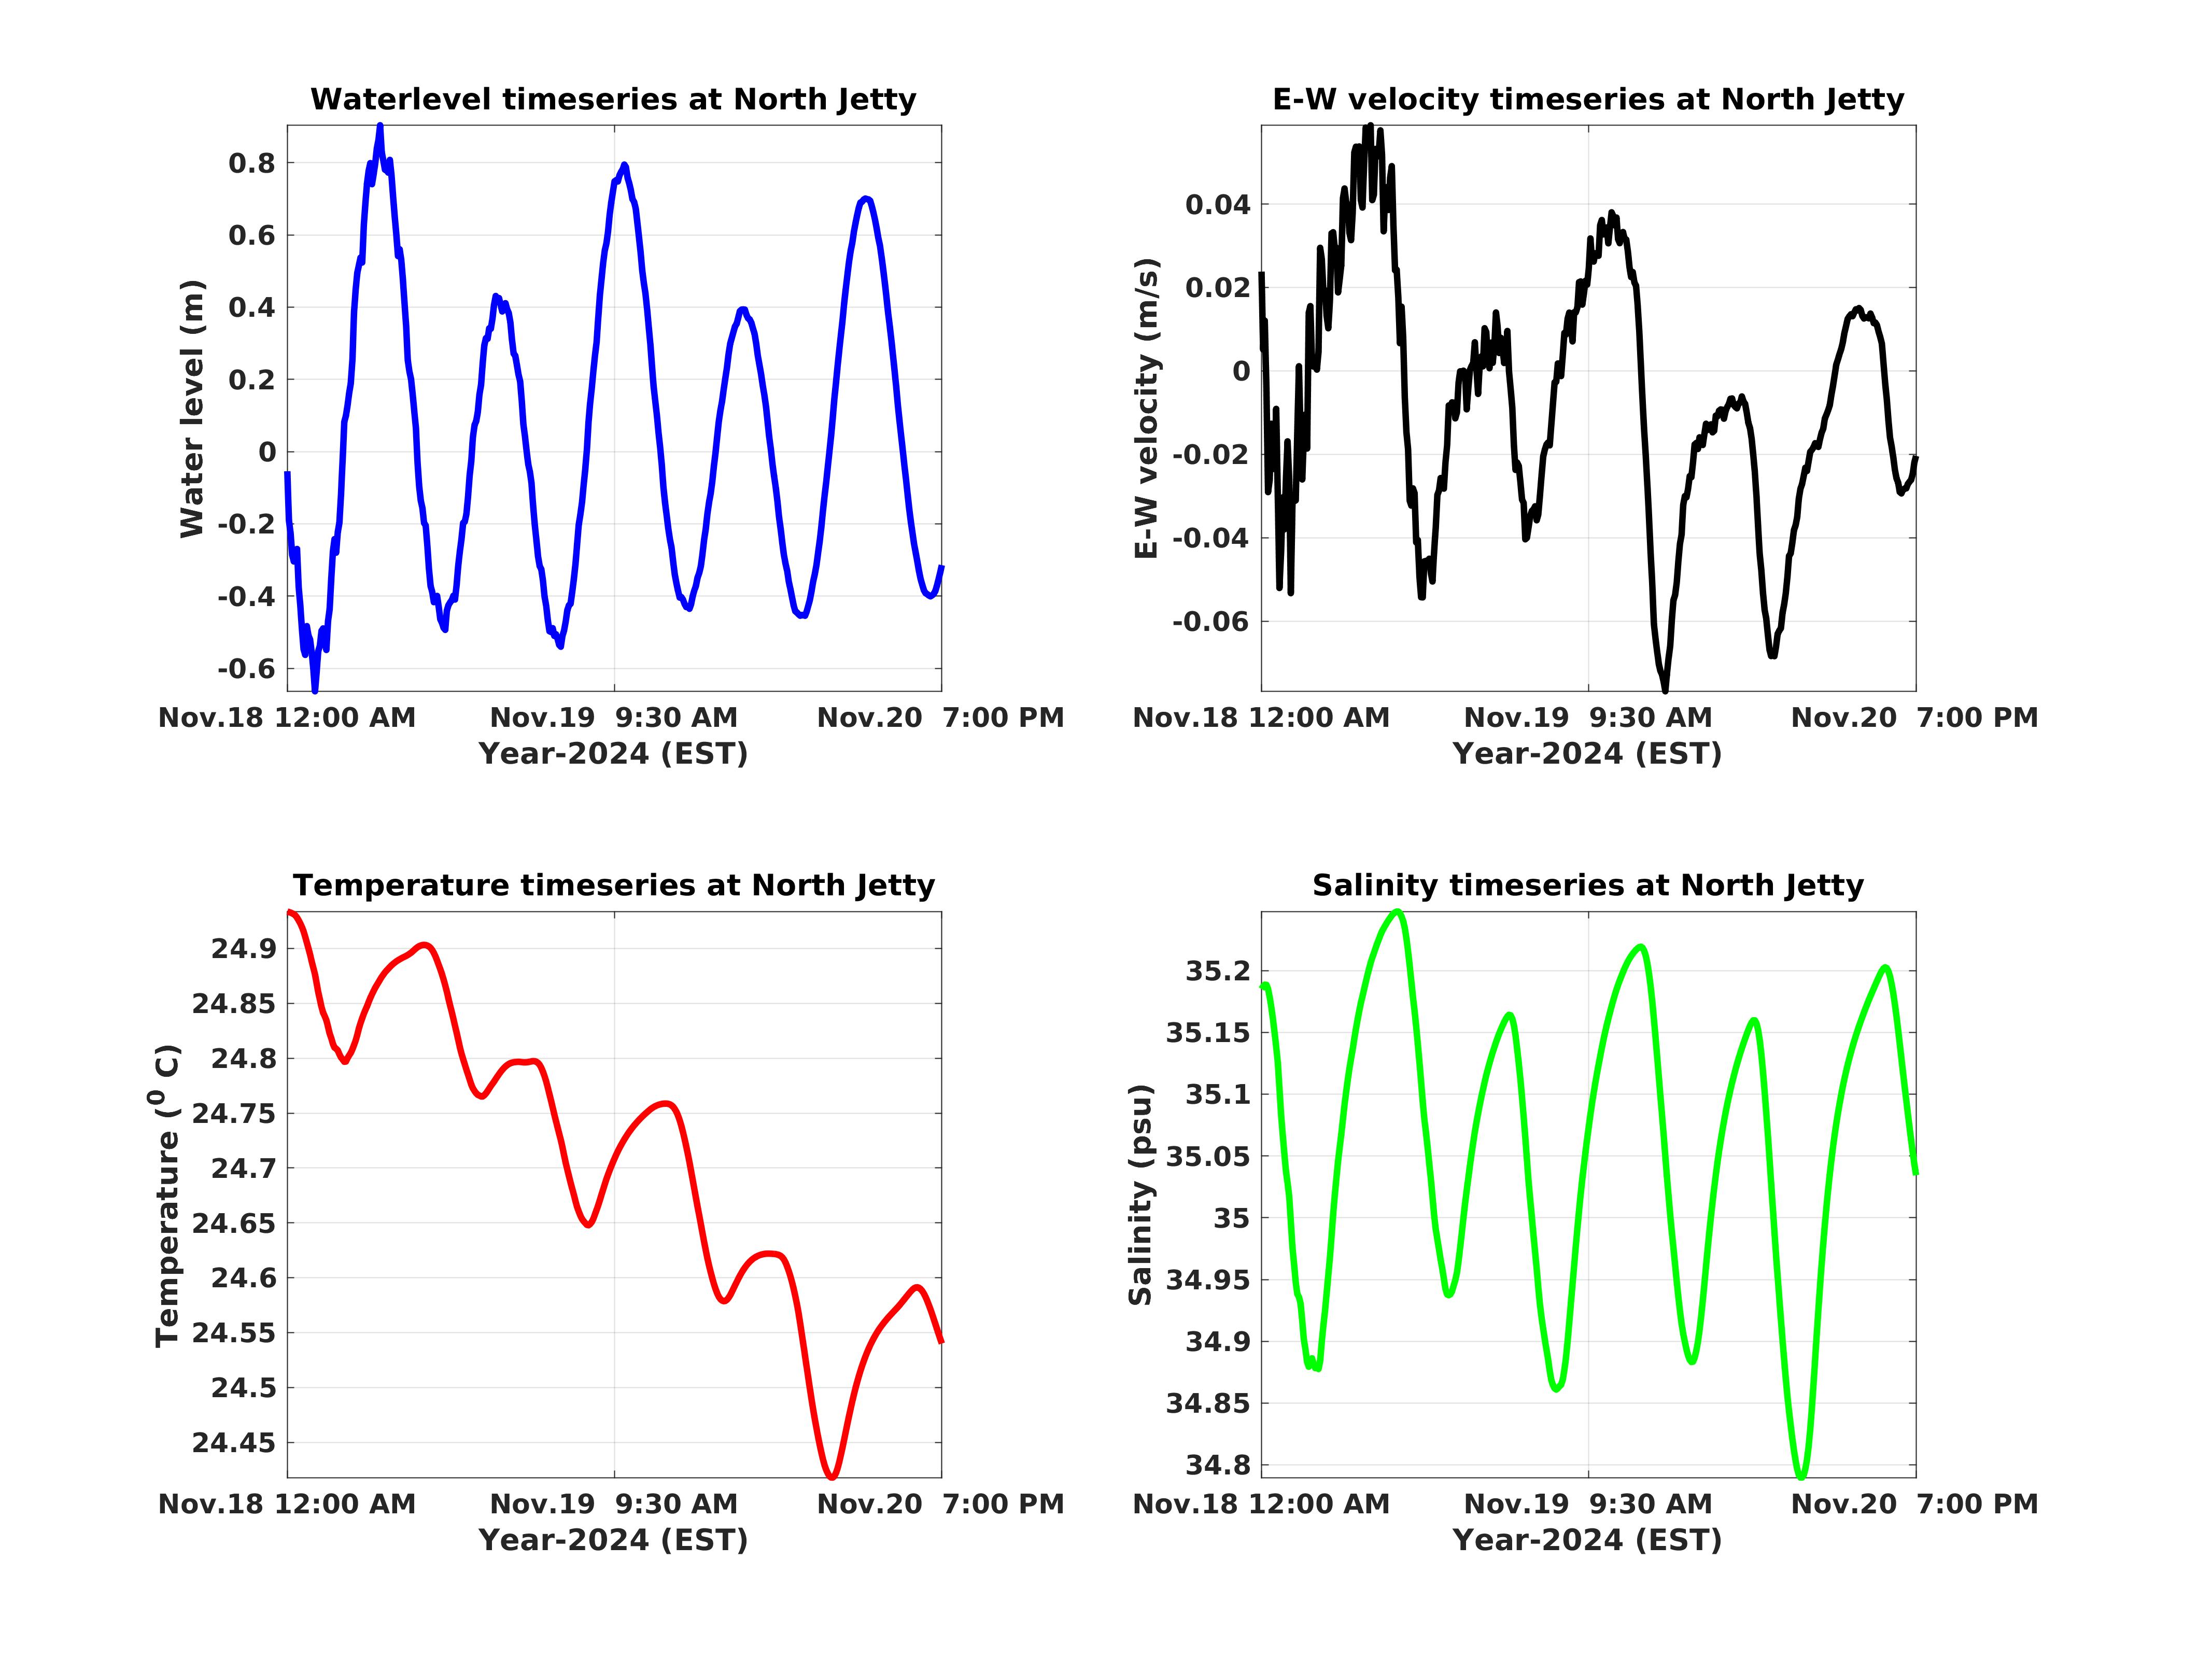 Waterlevel timeseries at North Jetty
0.8
0.6
0.4
0.2
0
-0.2
-0.4
-0.6
Water level (m)
Nov.18 12:00 AM
Nov.19  9:30 AM
Nov.20  7:00 PM
Year-2024 (EST)
E-W velocity timeseries at North Jetty
0.04
0.02
0
-0.02
-0.04
-0.06
E-W velocity (m/s)
Nov.18 12:00 AM
Nov.19  9:30 AM
Nov.20  7:00 PM
Year-2024 (EST)
Temperature timeseries at North Jetty
24.9
24.85
24.8
24.75
24.7
24.65
24.6
24.55
24.5
24.45
Temperature (⁰ C)
Nov.18 12:00 AM
Nov.19  9:30 AM
Nov.20  7:00 PM
Year-2024 (EST)
Salinity timeseries at North Jetty
35.2
35.15
35.1
35.05
35
34.95
34.9
34.85
34.8
Salinity (psu)
Nov.18 12:00 AM
Nov.19  9:30 AM
Nov.20  7:00 PM
Year-2024 (EST)